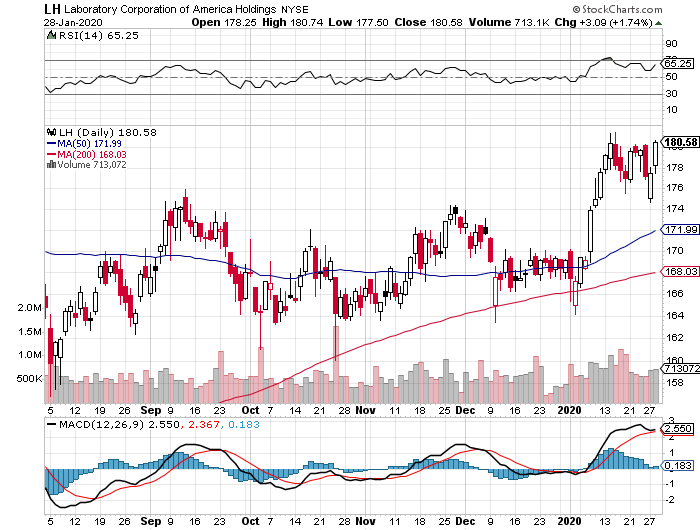 LH Laboratory Corporation of America Holdings NYSE © StockCharts.com
28-Jan-2020 Open 178.25 High 180.74 Low 177.50 Close 180.58 Volume 713.1K Chg +3.09 (+1.74%)
RSI(14) 65.25
90
70
65.25
50
30
10
LH (Daily) 180.58
MA(50) 171.99
MA(200) 168.03
Volume 713,072
180.58
178
176
174
171.99
170
168.03
166
164
162
160
158
713072
2.0M
1.5M
1.0M
500K
5 12 19 26 Sep 9 16 23 Oct 7 14 21 28 Nov 11 18 25 Dec 9 16 23 2020 13 21 27
MACD(12,26,9) 2.550, 2.367, 0.183
3
2.550
1
0.183
-1
-2
5 12 19 26 Sep 9 16 23 Oct 7 14 21 28 Nov 11 18 25 Dec 9 16 23 2020 13 21 27